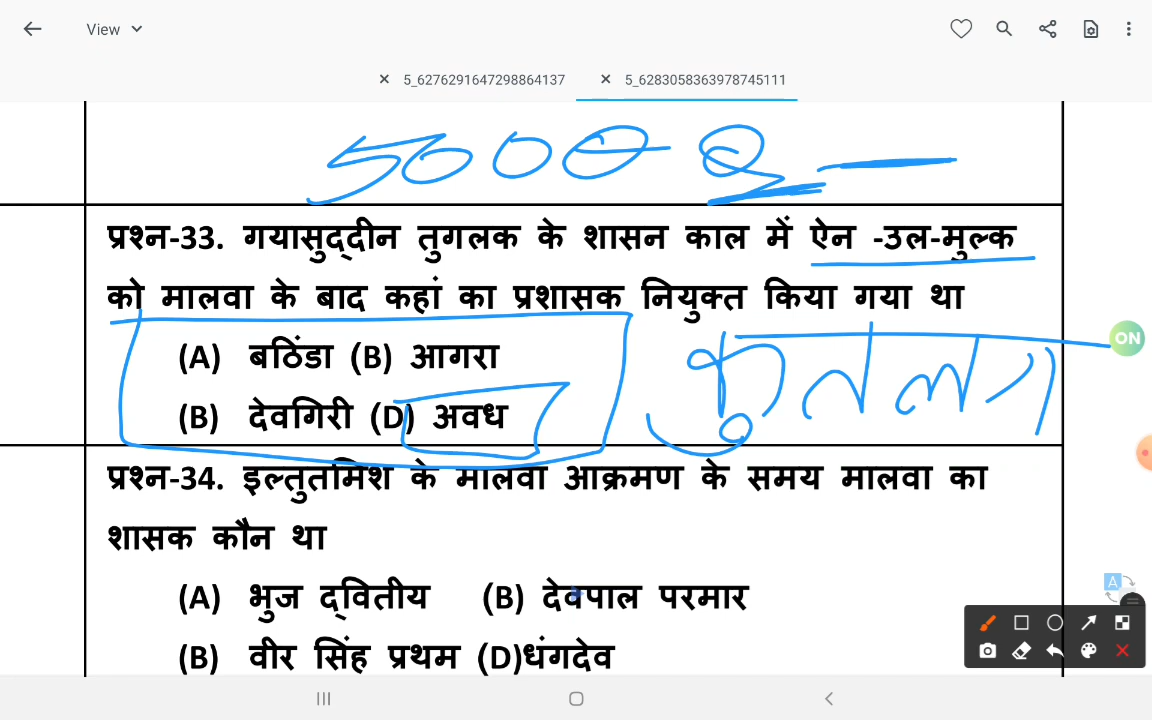 View
5_6276291647298864137 5_6283058363978745111
5000
प्रश्न-33. गयासुद्दीन तुगलक के शासन काल में ऐन -उल-मुल्क
को मालवा के बाद कहां का प्रशासक नियुक्त किया गया था
(A) बठिंडा (B) आगरा
(B) देवगिरी (D) अवध
कुतलग
प्रश्न-34. इल्तुतमिश के मालवा आक्रमण के समय मालवा का
शासक कौन था
(A) भुज द्वितीय (B) देवपाल परमार
(B) वीर सिंह प्रथम (D)धंगदेव
ON
A